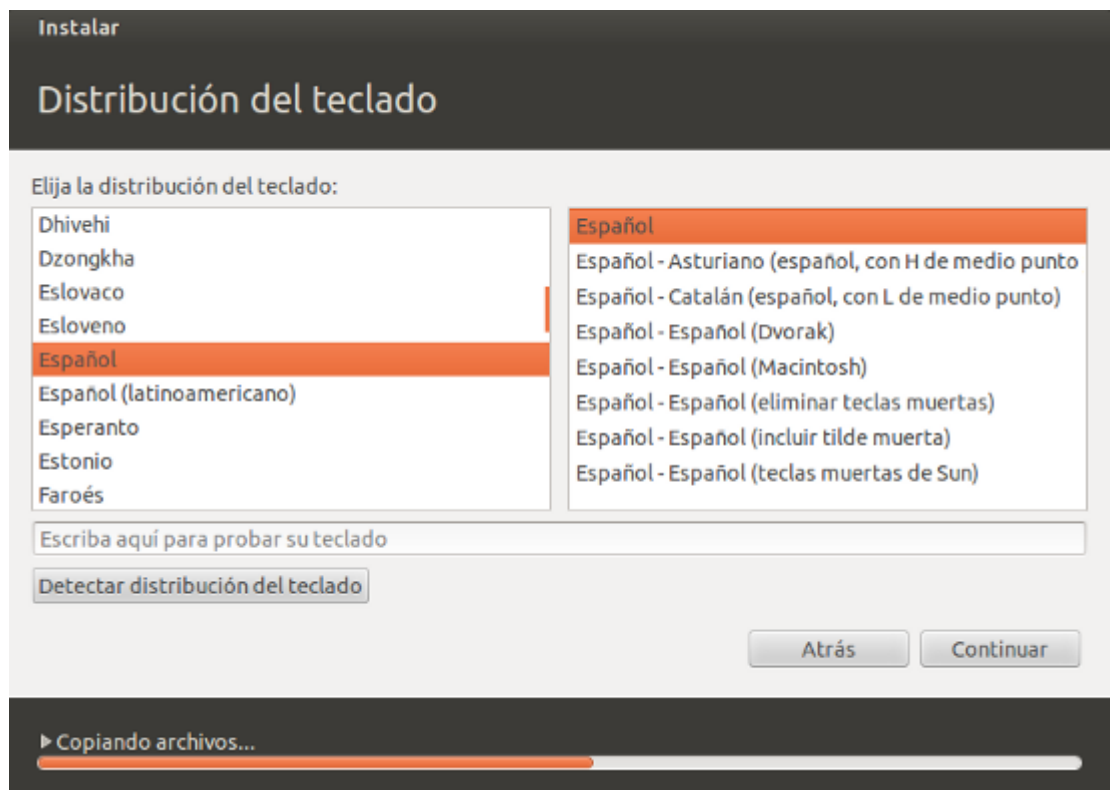 Instalar
Distribución del teclado
Elija la distribución del teclado:
Dhivehi
Dzongkha
Eslovaco
Esloveno
Español
Español (latinoamericano)
Esperanto
Estonio
Faroés
Español
Español - Asturiano (español, con H de medio punto
Español - Catalán (español, con L de medio punto)
Español - Español (Dvorak)
Español - Español (Macintosh)
Español - Español (eliminar teclas muertas)
Español - Español (incluir tilde muerta)
Español - Español (teclas muertas de Sun)
Escriba aquí para probar su teclado
Detectar distribución del teclado
Atrás
Continuar
Copiando archivos...